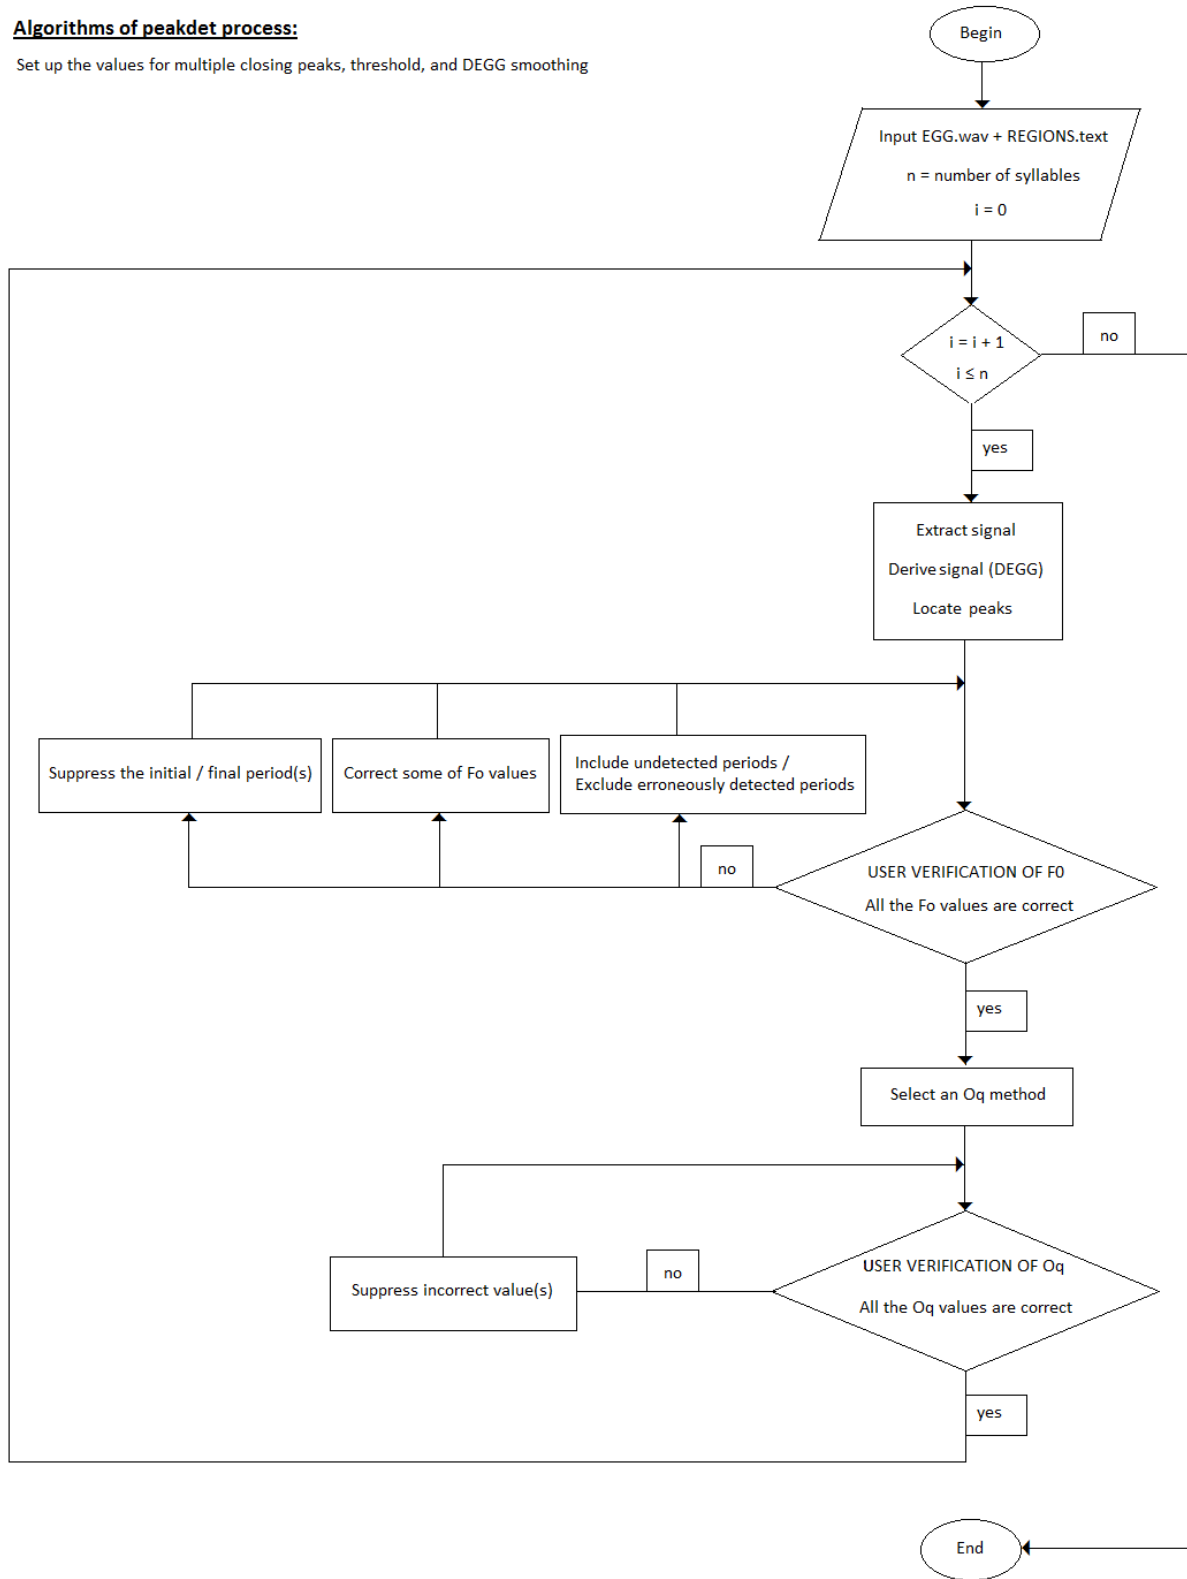 Algorithms of peakdet process:
Set up the values for multiple closing peaks, threshold, and DEGG smoothing
Begin
Input EGG.wav + REGIONS.text
n = number of syllables
i = 0
i = i + 1
i ≤ n
no
yes
Extract signal
Derive signal (DEGG)
Locate peaks
Suppress the initial / final period(s)
Correct some of Fo values
Include undetected periods /
Exclude erroneously detected periods
no
USER VERIFICATION OF F0
All the Fo values are correct
yes
Select an Oq method
USER VERIFICATION OF Oq
All the Oq values are correct
no
Suppress incorrect value(s)
yes
End